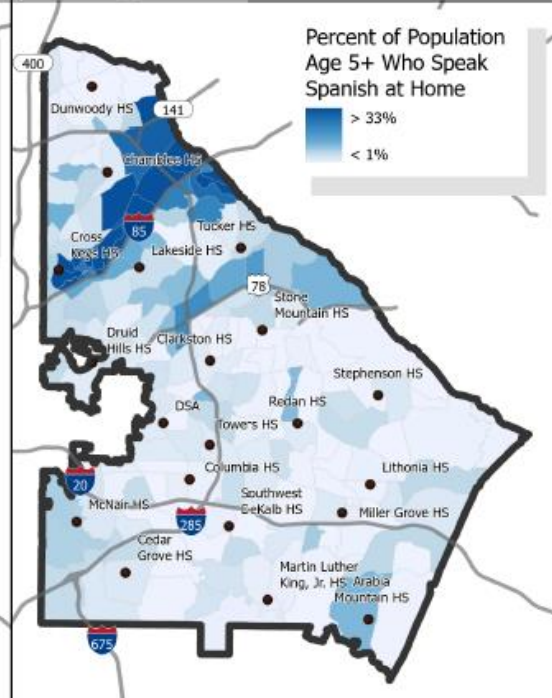 Percent of Population
Age 5+ Who Speak
Spanish at Home
> 33%
< 1%
400
Dunwoody HS
141
Chamblee HS
85
Tucker HS
Cross
Keys HS
Lakeside HS
78
Stone
Mountain HS
Druid
Hills HS
Clarkston HS
Stephenson HS
DSA
Redan HS
Towers HS
Columbia HS
Lithonia HS
20
McNair HS
285
Southwest
DeKalb HS
Miller Grove HS
Cedar
Grove HS
Martin Luther
King, Jr. HS
Arabia
Mountain HS
675